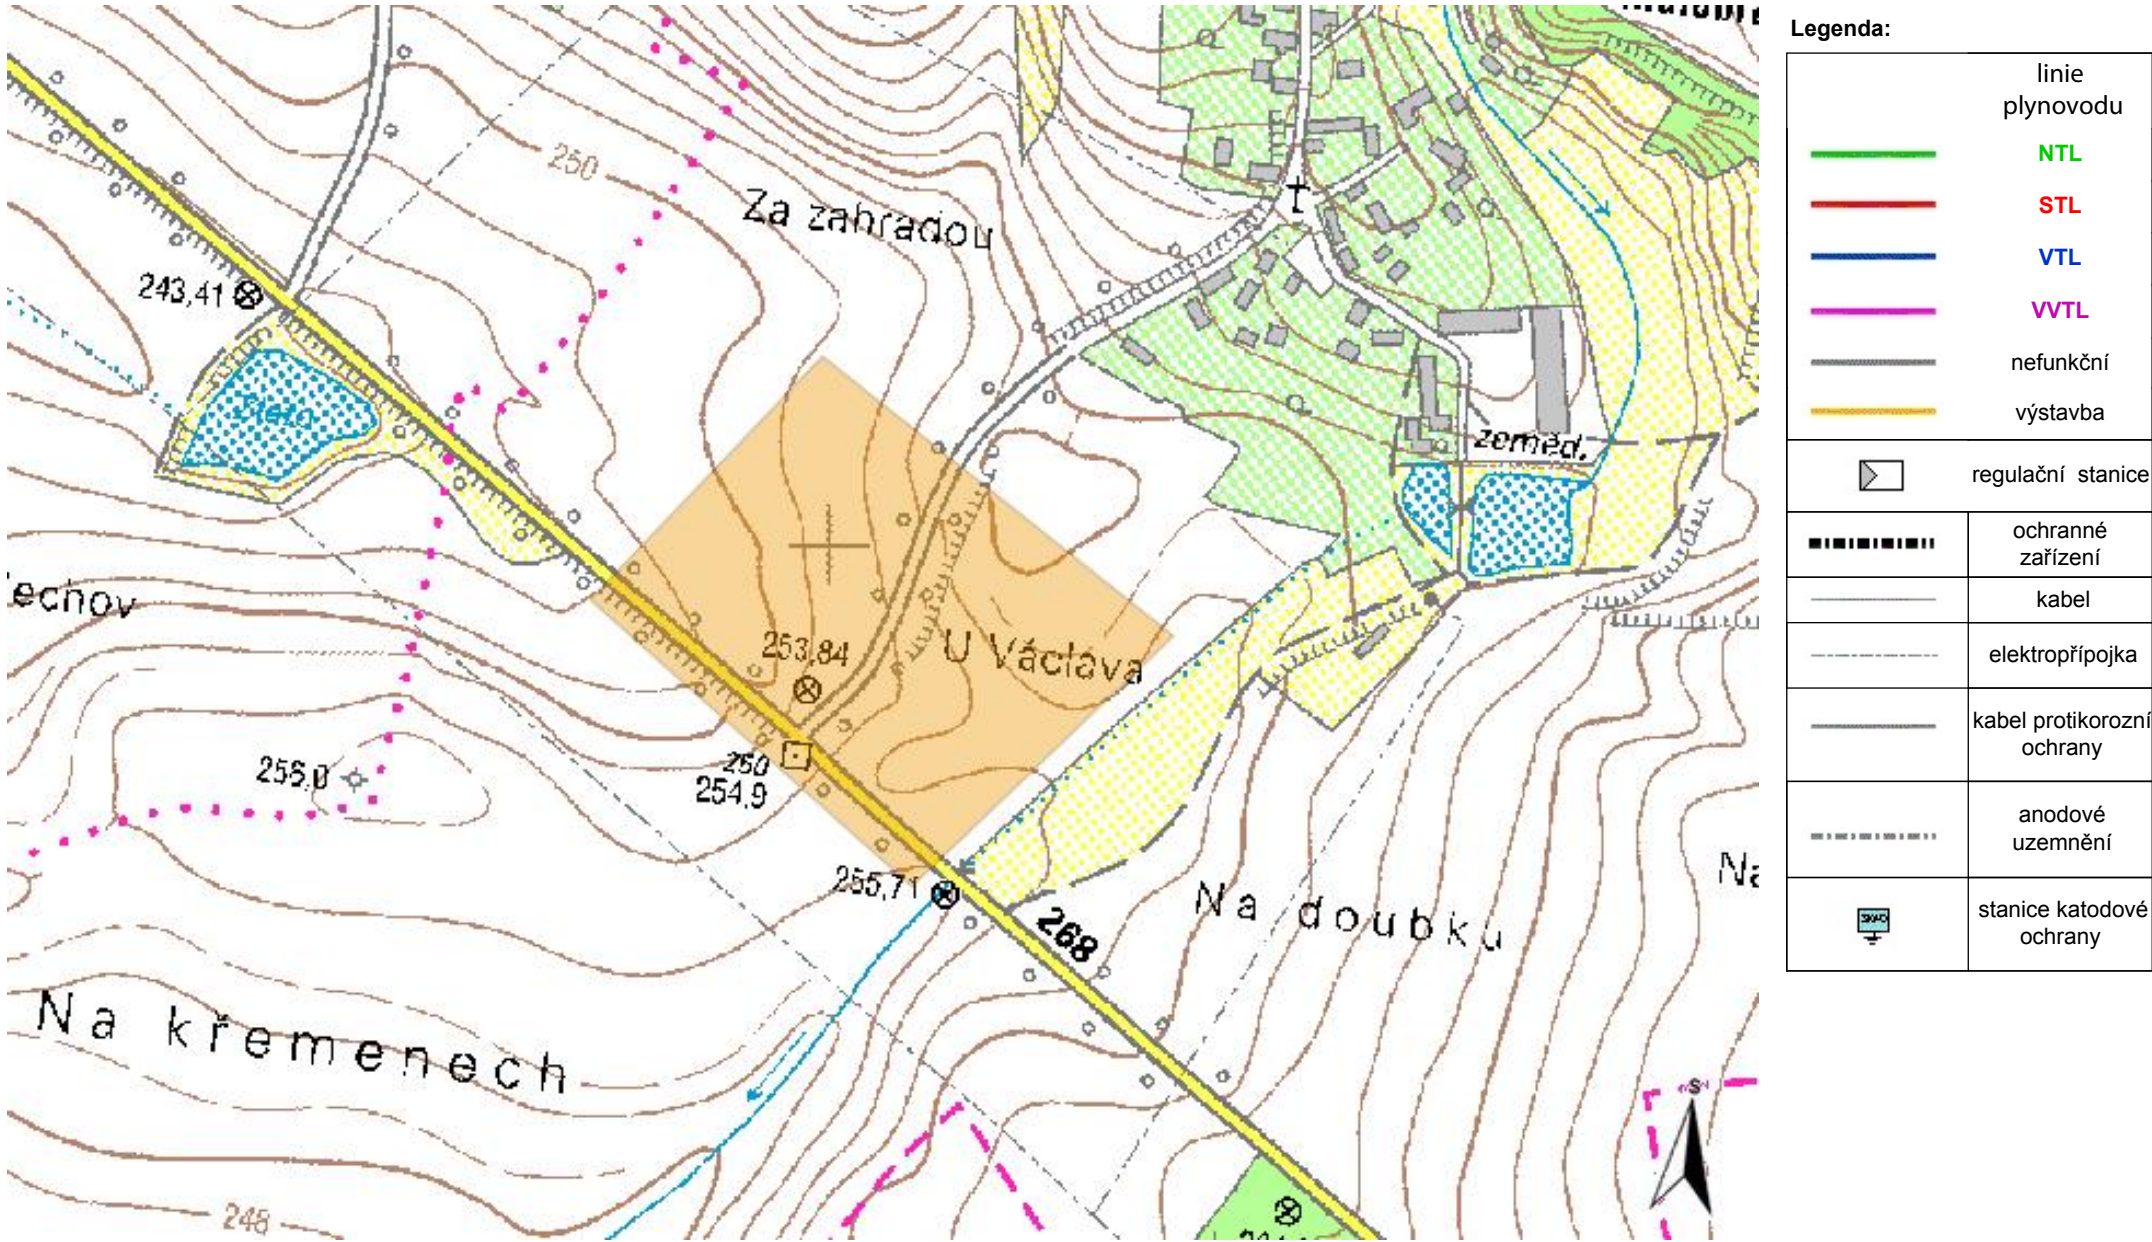 250
Za zahradou
243,41
zeměd.
echov
253,84
U Václava
255,0
250
254,9
255,71
268
Na doubku
Na křemenech
248
S
Legenda:
linie
plynovodu
NTL
STL
VTL
VVTL
nefunkční
výstavba
regulační stanice
ochranné
zařízení
kabel
elektropřípojka
kabel protikorozní
ochrany
anodové
uzemnění
stanice katodové
ochrany